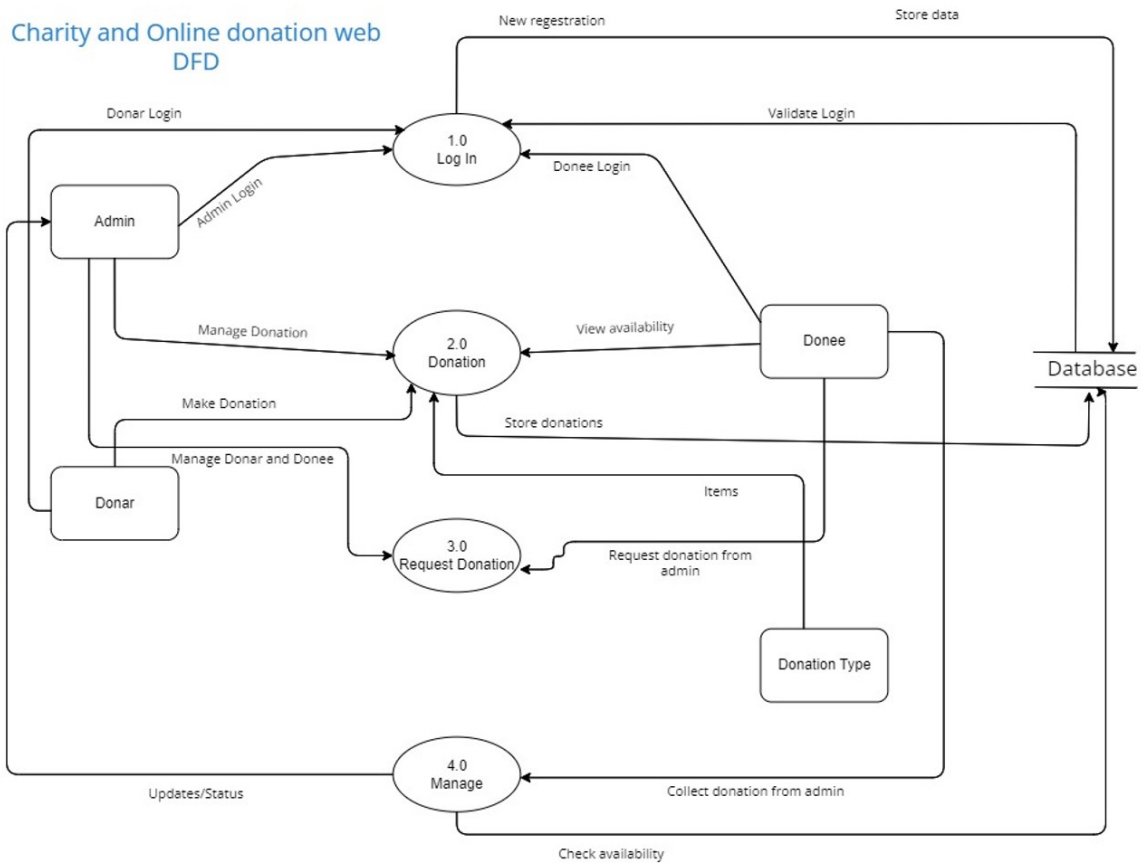 New regestration
Store data
Charity and Online donation web
DFD
Donar Login
Validate Login
1.0
Log In
Donee Login
Admin Login
Admin
Manage Donation
2.0
Donation
View availability
Donee
Database
Make Donation
Store donations
Manage Donar and Donee
Items
Donar
3.0
Request Donation
Request donation from
admin
Donation Type
4.0
Manage
Updates/Status
Collect donation from admin
Check availability